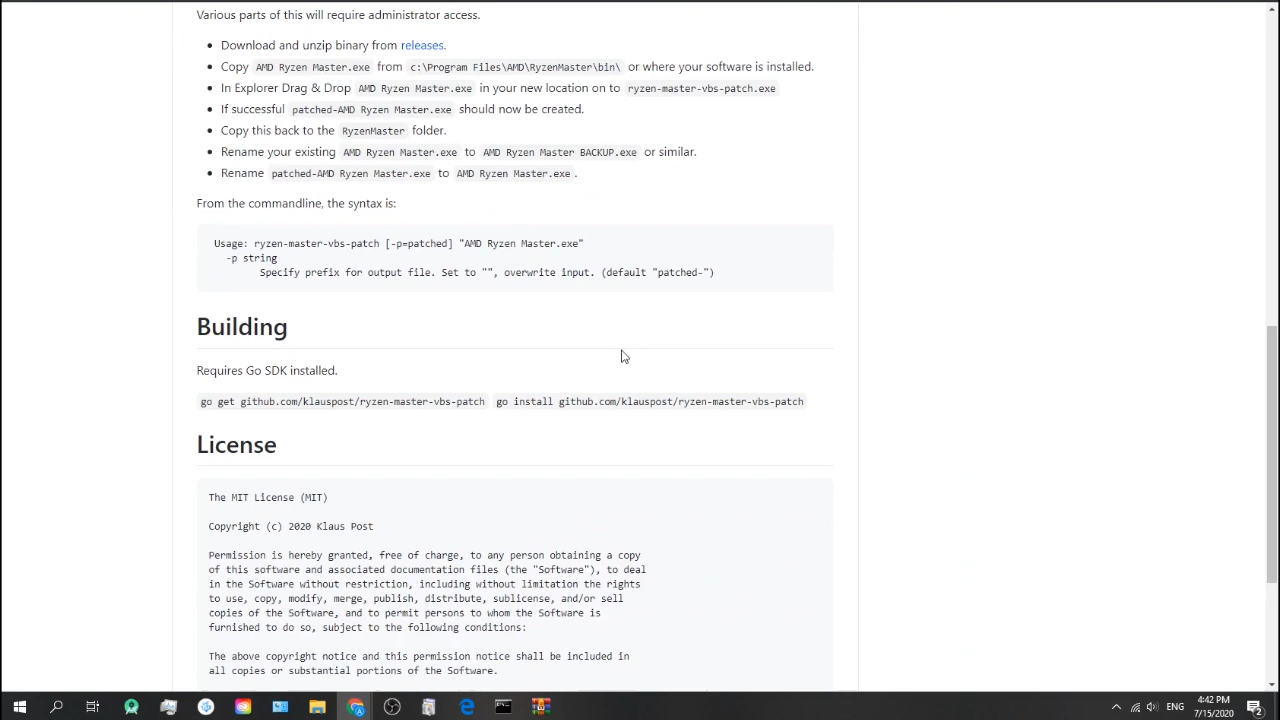 Various parts of this will require administrator access.
Download and unzip binary from releases.
Copy AMD Ryzen Master.exe from c:\Program Files\AMD\RyzenMaster\bin\ or where your software is installed.
In Explorer Drag & Drop AMD Ryzen Master.exe in your new location on to ryzen-master-vbs-patch.exe
If successful patched-AMD Ryzen Master.exe should now be created.
Copy this back to the RyzenMaster folder.
Rename your existing AMD Ryzen Master.exe to AMD Ryzen Master BACKUP.exe or similar.
Rename patched-AMD Ryzen Master.exe to AMD Ryzen Master.exe.
From the commandline, the syntax is:
Usage: ryzen-master-vbs-patch [-p=patched] "AMD Ryzen Master.exe"
-p string
Specify prefix for output file. Set to "", overwrite input. (default "patched-")
Building
Requires Go SDK installed.
go get github.com/klauspost/ryzen-master-vbs-patch go install github.com/klauspost/ryzen-master-vbs-patch
License
The MIT License (MIT)
Copyright (c) 2020 Klaus Post
Permission is hereby granted, free of charge, to any person obtaining a copy
of this software and associated documentation files (the "Software"), to deal
in the Software without restriction, including without limitation the rights
to use, copy, modify, merge, publish, distribute, sublicense, and/or sell
copies of the Software, and to permit persons to whom the Software is
furnished to do so, subject to the following conditions:
The above copyright notice and this permission notice shall be included in
all copies or substantial portions of the Software.
ENG
4:42 PM
7/15/2020
2